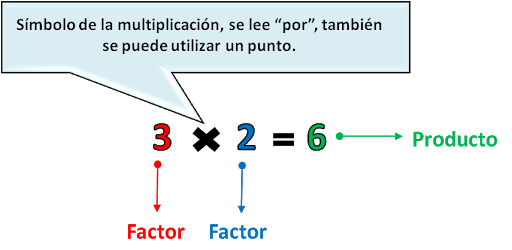 Símbolo de la multiplicación, se lee “por”, también
se puede utilizar un punto.
3 × 2 = 6
Producto
Factor Factor